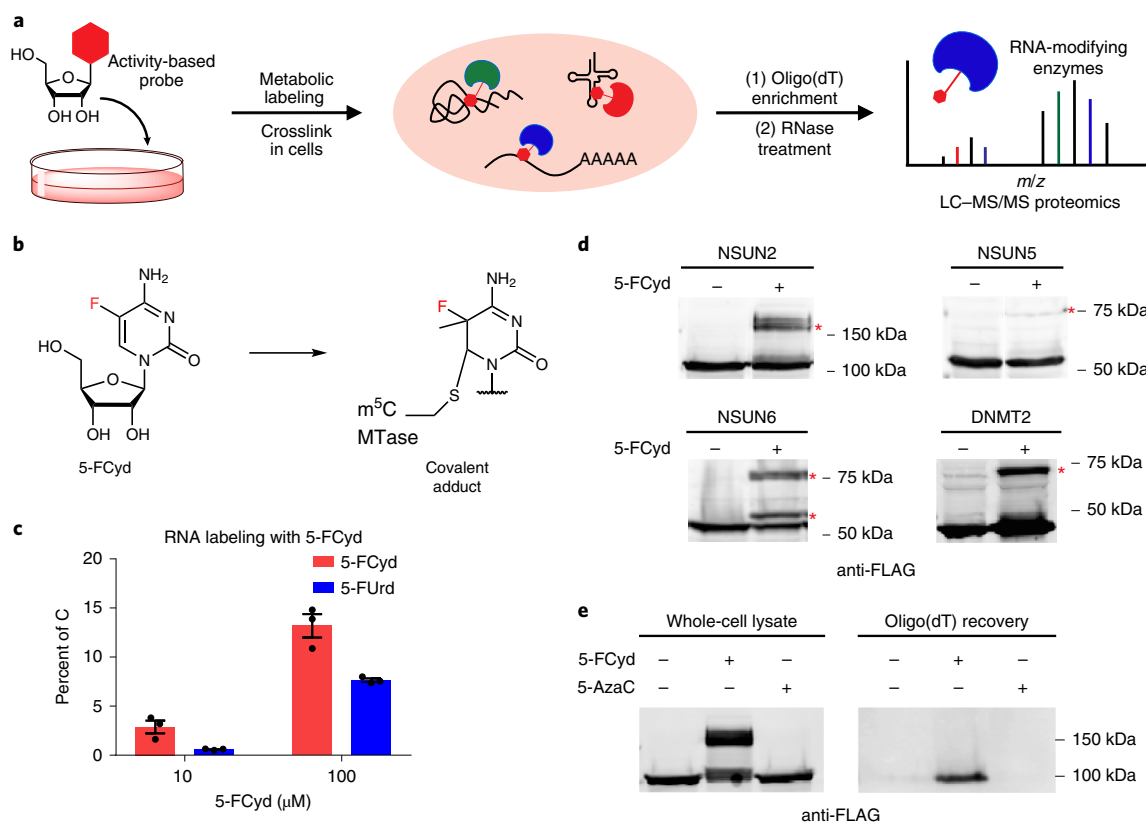 a
HO
O
OH OH
Activity-based
probe
Metabolic
labeling
Crosslink
in cells
AAAAA
(1) Oligo(dT)
enrichment
(2) RNase
treatment
RNA-modifying
enzymes
m/z
LC–MS/MS proteomics
b
NH₂
F
N
N
O
HO
O
OH OH
5-FCyd
NH₂
F
N
N
O
S
m⁵C
MTase
Covalent
adduct
c
RNA labeling with 5-FCyd
5-FCyd
5-FUrd
Percent of C
20
15
10
5
0
10 100
5-FCyd (μM)
d
NSUN2
5-FCyd – +
*
– 150 kDa
– 100 kDa
NSUN5
– +
* – 75 kDa
– 50 kDa
NSUN6
5-FCyd – +
* – 75 kDa
*
– 50 kDa
DNMT2
– +
– 75 kDa
*
– 50 kDa
anti-FLAG
e
Whole-cell lysate Oligo(dT) recovery
5-FCyd – + – – + –
5-AzaC – – + – – +
– 150 kDa
– 100 kDa
anti-FLAG